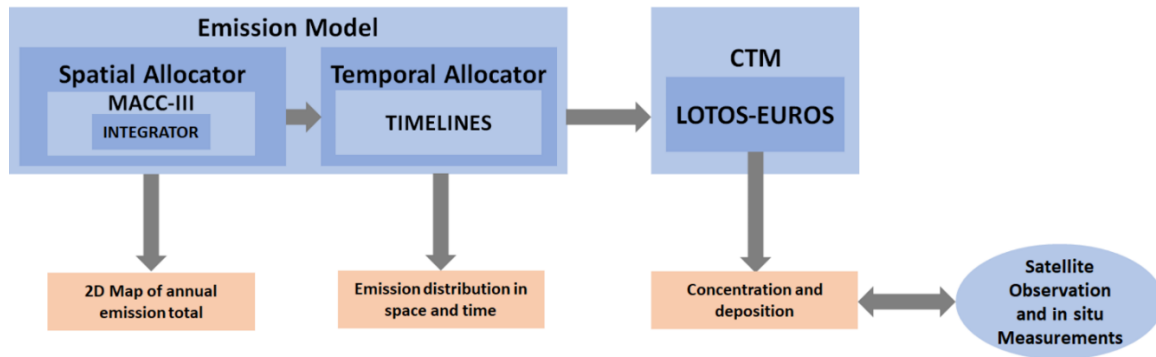 Emission Model
Spatial Allocator
MACC-III
INTEGRATOR
Temporal Allocator
TIMELINES
CTM
LOTOS-EUROS
2D Map of annual
emission total
Emission distribution in
space and time
Concentration and
deposition
Satellite
Observation
and in situ
Measurements